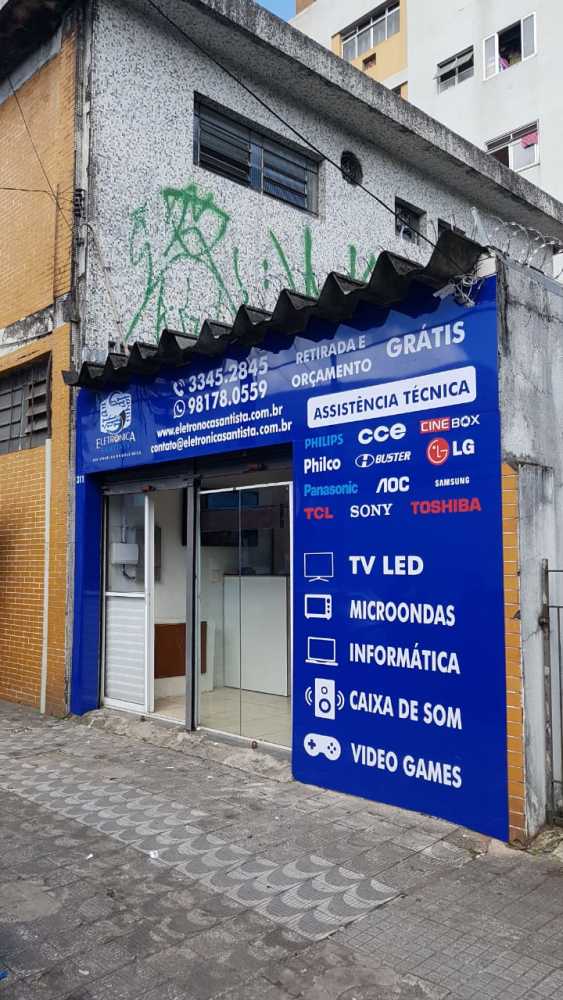 3345.2845
98178.0559
www.eletronocasantista.com.br
contato@eletronicasantista.com.br
RETIRADA E
ORÇAMENTO
GRÁTIS
ELETRÔNICA
311
ASSISTÊNCIA TÉCNICA
PHILIPS cce CINEBOX
Philco BUSTER LG
Panasonic AOC SAMSUNG
TCL SONY TOSHIBA
TV LED
MICROONDAS
INFORMÁTICA
CAIXA DE SOM
VIDEO GAMES